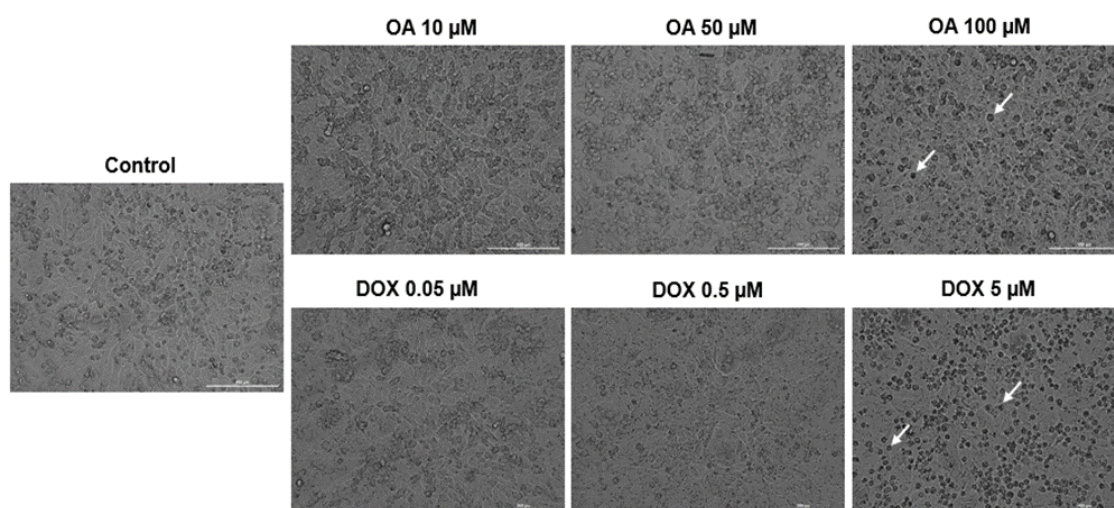 OA 10 µM
OA 50 µM
OA 100 µM
Control
DOX 0.05 µM
DOX 0.5 µM
DOX 5 µM